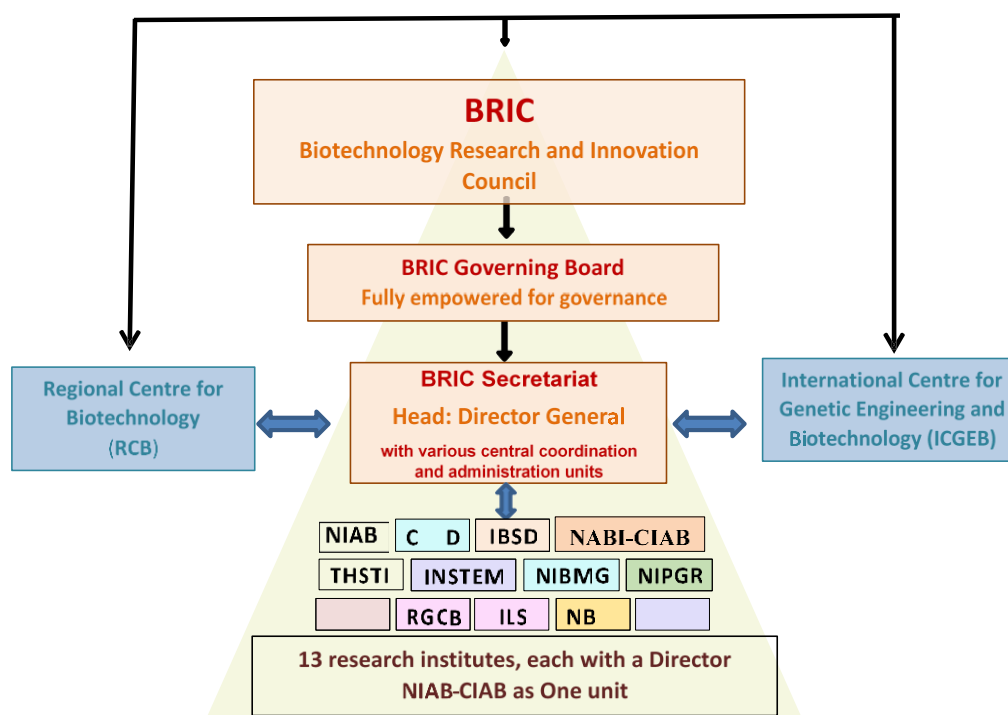 BRIC
Biotechnology Research and Innovation
Council
BRIC Governing Board
Fully empowered for governance
Regional Centre for
Biotechnology
(RCB)
BRIC Secretariat
Head: Director General
with various central coordination
and administration units
International Centre for
Genetic Engineering and
Biotechnology (ICGEB)
NIAB C D IBSD NABI-CIAB
THSTI INSTEM NIBMG NIPGR
RGCB ILS NB
13 research institutes, each with a Director
NIAB-CIAB as One unit